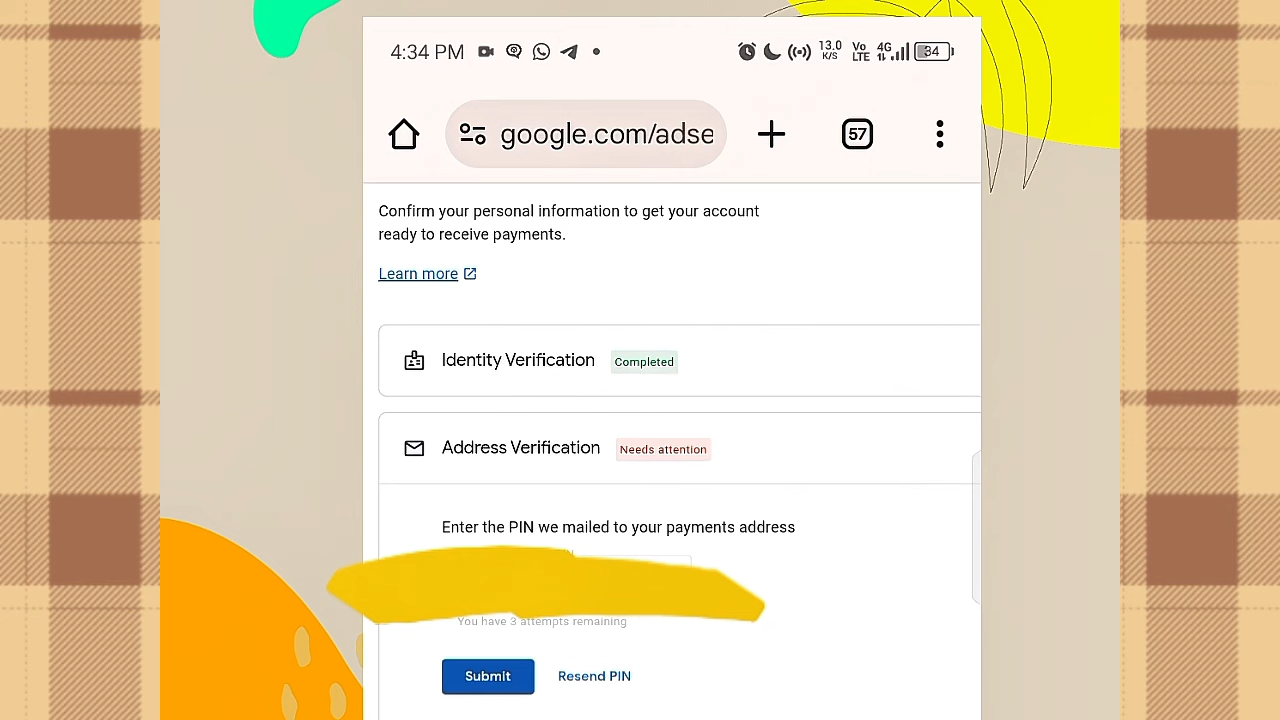 4:34 PM
13.0 K/S Vo LTE 4G 34
google.com/adse
57
Confirm your personal information to get your account
ready to receive payments.
Learn more
Identity Verification Completed
Address Verification Needs attention
Enter the PIN we mailed to your payments address
You have 3 attempts remaining
Submit Resend PIN